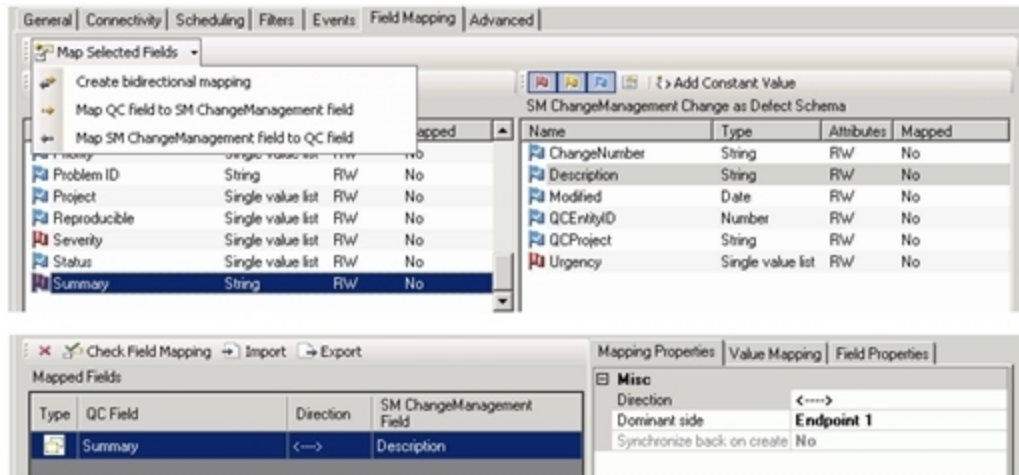 General Connectivity Scheduling Filters Events Field Mapping Advanced
Map Selected Fields
Create bidirectional mapping
Map QC field to SM ChangeManagement field
Map SM ChangeManagement field to QC field
Add Constant Value
SM ChangeManagement Change as Defect Schema
Name Type Attributes Mapped
ChangeNumber String RW No
Description String RW No
Modified Date RW No
QCEntityID Number RW No
QCProject String RW No
Urgency Single value list RW No
Priority Single value list RW No
Problem ID String RW No
Project Single value list RW No
Reproducible Single value list RW No
Severity Single value list RW No
Status Single value list RW No
Summary String RW No
Check Field Mapping Import Export
Mapped Fields
Type QC Field Direction SM ChangeManagement
Field
Summary <---> Description
Mapping Properties Value Mapping Field Properties
Misc
Direction <---->
Dominant side Endpoint 1
Synchronize back on create No